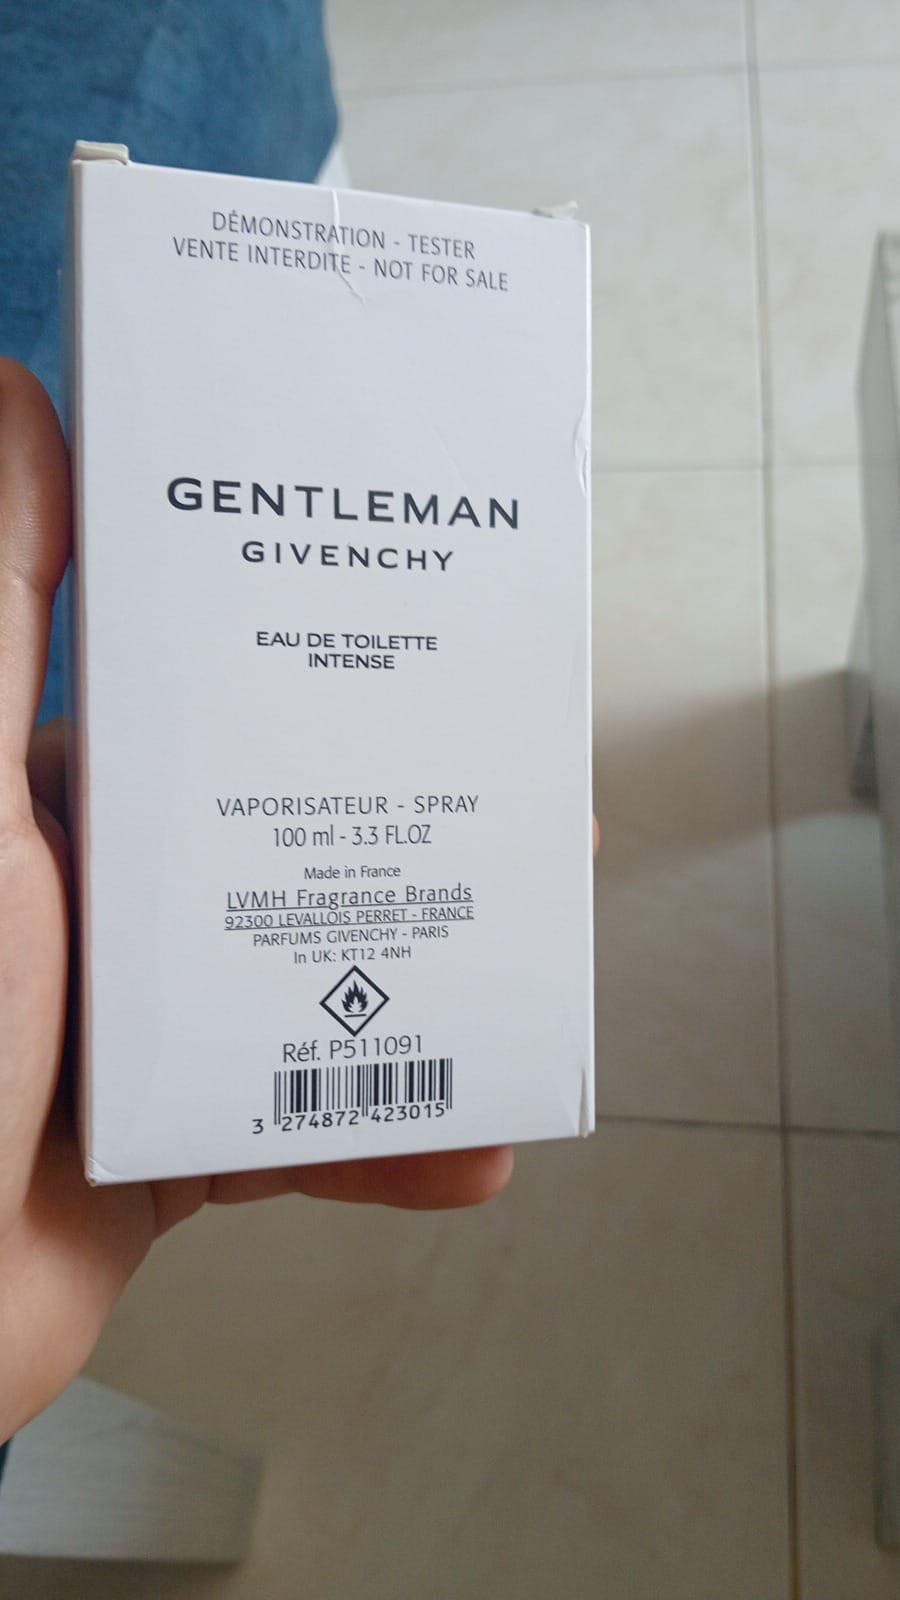 DÉMONSTRATION - TESTER
VENTE INTERDITE - NOT FOR SALE
GENTLEMAN
GIVENCHY
EAU DE TOILETTE
INTENSE
VAPORISATEUR - SPRAY
100 ml - 3.3 FL.OZ
Made in France
LVMH Fragrance Brands
92300 LEVALLOIS PERRET - FRANCE
PARFUMS GIVENCHY - PARIS
In UK: KT12 4NH
Réf. P511091
3 274872 423015